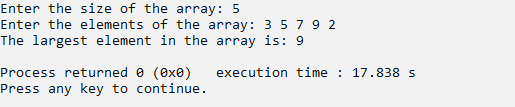 Enter the size of the array: 5
Enter the elements of the array: 3 5 7 9 2
The largest element in the array is: 9
Process returned 0 (0x0)   execution time : 17.838 s
Press any key to continue.